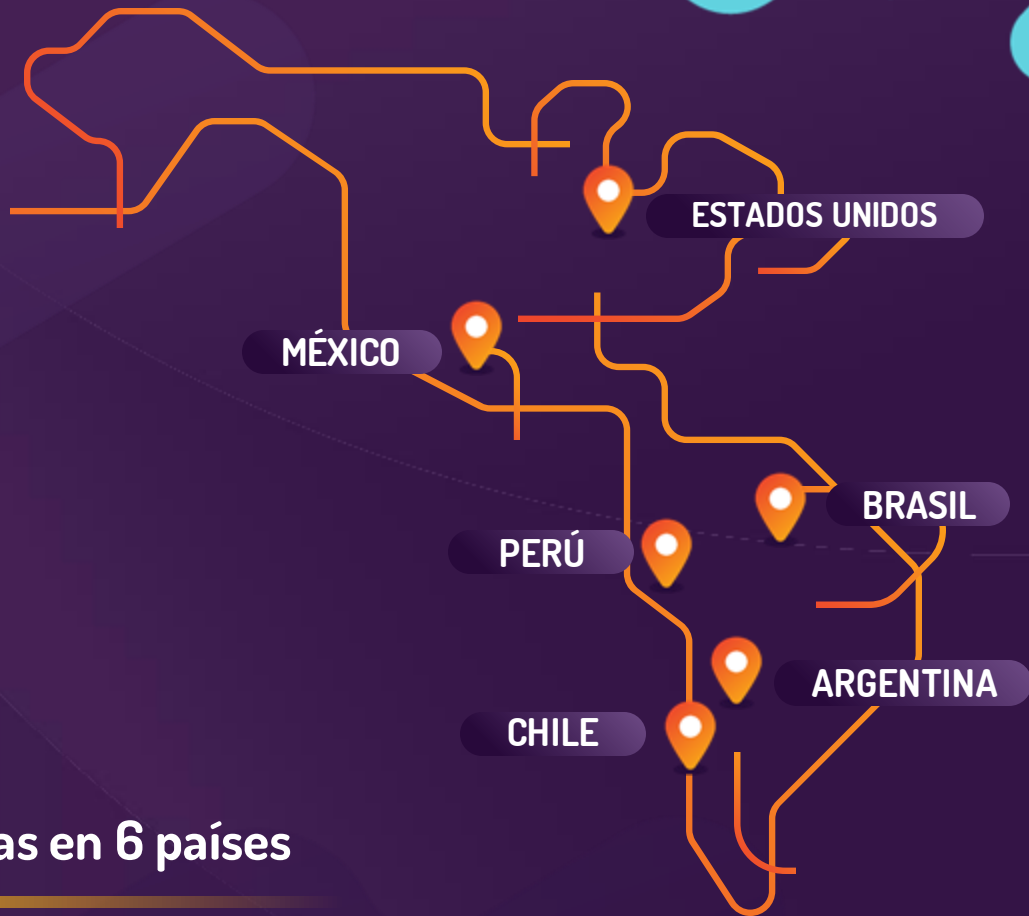 ESTADOS UNIDOS
MÉXICO
BRASIL
PERÚ
ARGENTINA
CHILE
as en 6 países